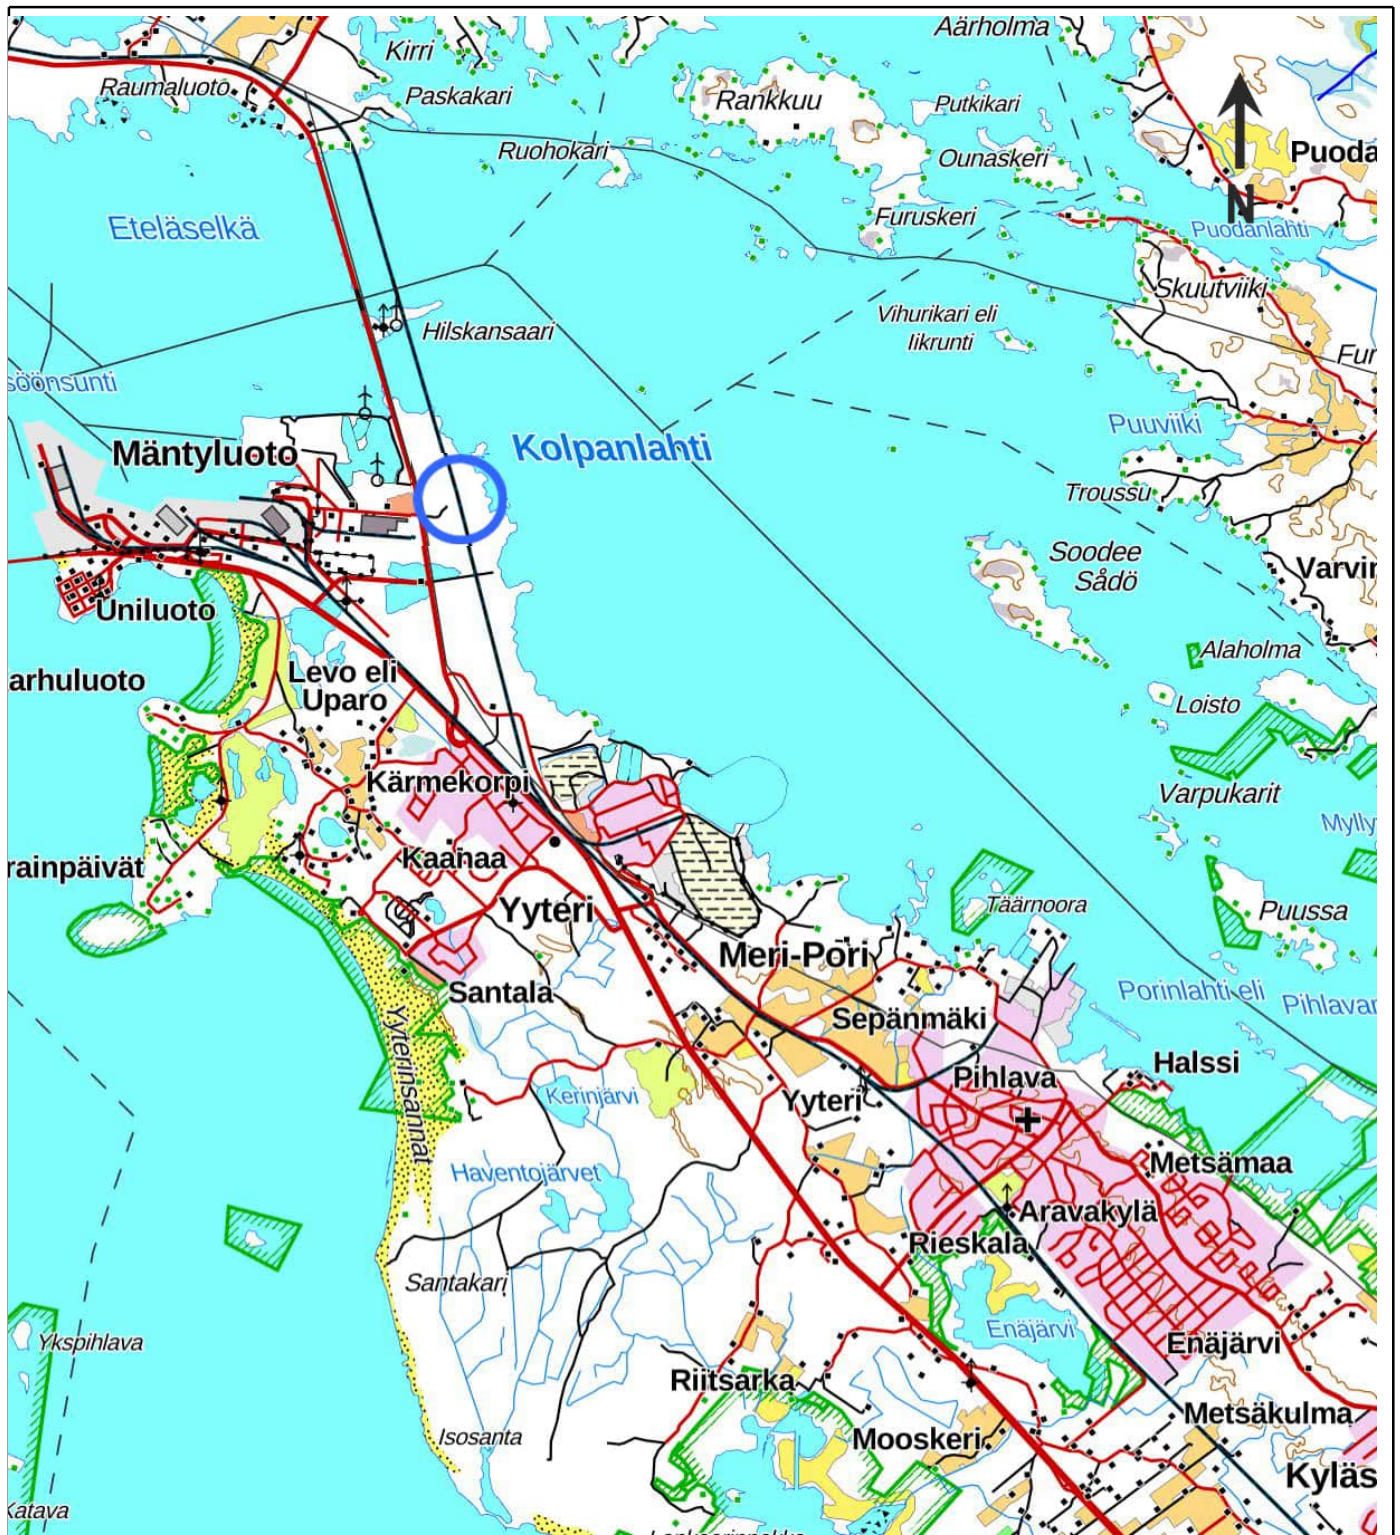 Kirri
Aärholma
Raumaluoto
Paskakari
Rankkuu
Putkikari
Ruohokari
Ounaskeri
Puoda
Furuskeri
N
Eteläselkä
Puodanlahti
Skuutviiki
Hilskansaari
Vihurikari eli
Iikrunti
Fur
söönsunti
Puuviiki
Mäntyluoto
Kolpanlahti
Troussu
Soodee
Sådö
Varvin
Uniluoto
Alaholma
Levo eli
Uparo
arhuluoto
Loisto
Kärmekorpi
Varpukarit
Mylly
Kaanaa
rainpäivät
Yyteri
Täärnoora
Puussa
Meri-Pori
Santala
Porinlahti eli
Pihlavan
Sepänmäki
Yyterinsannat
Halssi
Pihlava
Kerinjärvi
Yyteri
Haventojärvet
Metsämaa
Aravakylä
Rieskala
Santakari
Enäjärvi
Ykspihlava
Enäjärvi
Riitsarka
Metsäkulma
Isosanta
Mooskeri
Kyläs
Katava